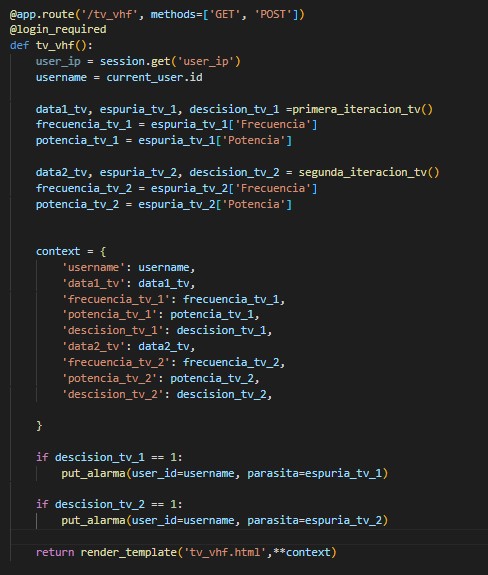 @app.route('/tv_vhf', methods=['GET', 'POST'])
@login_required
def tv_vhf():
    user_ip = session.get('user_ip')
    username = current_user.id
    data1_tv, espuria_tv_1, descision_tv_1 =primera_iteracion_tv()
    frecuencia_tv_1 = espuria_tv_1['Frecuencia']
    potencia_tv_1 = espuria_tv_1['Potencia']
    data2_tv, espuria_tv_2, descision_tv_2 = segunda_iteracion_tv()
    frecuencia_tv_2 = espuria_tv_2['Frecuencia']
    potencia_tv_2 = espuria_tv_2['Potencia']
    context = {
        'username': username,
        'data1_tv': data1_tv,
        'frecuencia_tv_1': frecuencia_tv_1,
        'potencia_tv_1': potencia_tv_1,
        'descision_tv_1': descision_tv_1,
        'data2_tv': data2_tv,
        'frecuencia_tv_2': frecuencia_tv_2,
        'potencia_tv_2': potencia_tv_2,
        'descision_tv_2': descision_tv_2,
    }
    if descision_tv_1 == 1:
        put_alarma(user_id=username, parasita=espuria_tv_1)
    if descision_tv_2 == 1:
        put_alarma(user_id=username, parasita=espuria_tv_2)
    return render_template('tv_vhf.html',**context)